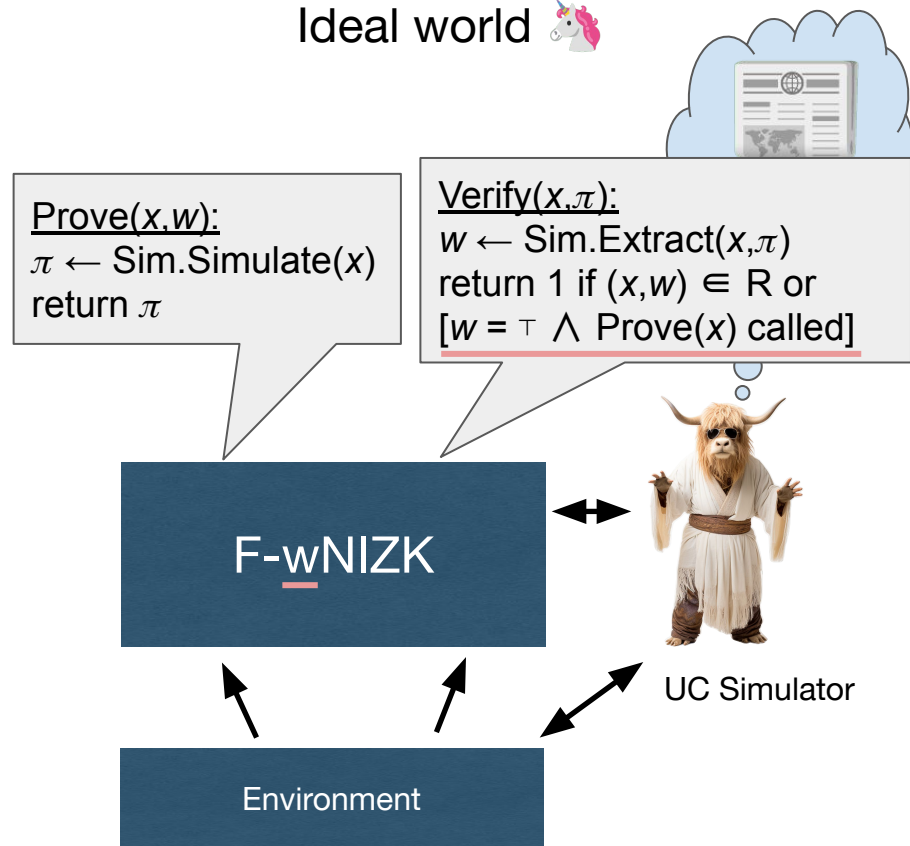 Ideal world 🦄
Prove(x,w):
π ← Sim.Simulate(x)
return π
Verify(x,π):
w ← Sim.Extract(x,π)
return 1 if (x,w) ∈ R or
[w = ⊤ ∧ Prove(x) called]
F-wNIZK
UC Simulator
Environment